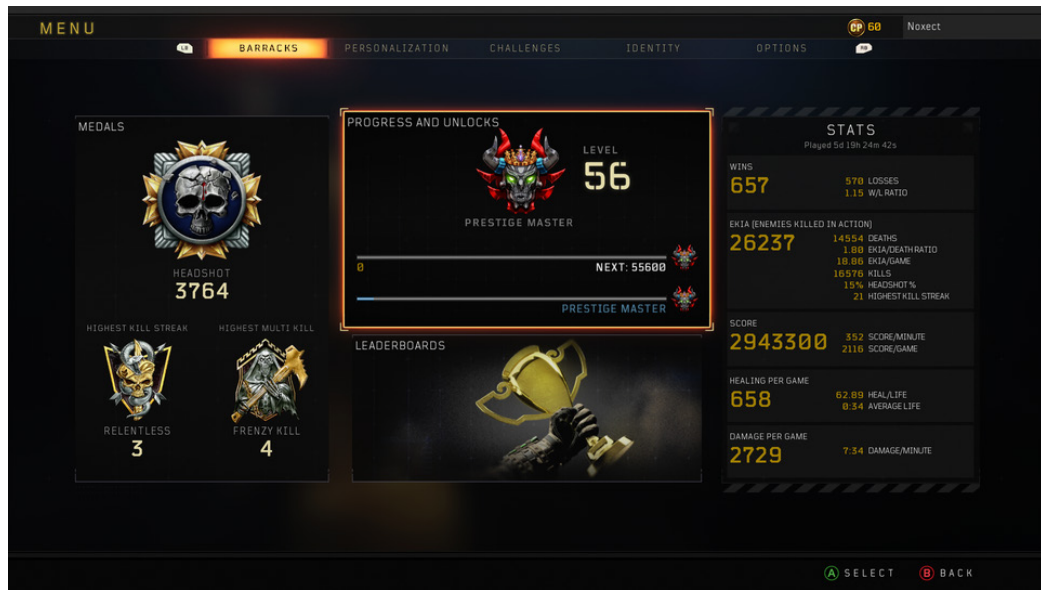 MENU
CP 60
Noxect
LB
BARRACKS
PERSONALIZATION
CHALLENGES
IDENTITY
OPTIONS
RB
MEDALS
HEADSHOT
3764
HIGHEST KILL STREAK
RELENTLESS
3
HIGHEST MULTI KILL
FRENZY KILL
4
PROGRESS AND UNLOCKS
LEVEL
56
PRESTIGE MASTER
0
NEXT: 55600
PRESTIGE MASTER
LEADERBOARDS
STATS
Played 5d 19h 24m 42s
WINS
657
570 LOSSES
1.15 W/L RATIO
EKIA (ENEMIES KILLED IN ACTION)
26237
14554 DEATHS
1.80 EKIA/DEATH RATIO
18.86 EKIA/GAME
16576 KILLS
15% HEADSHOT %
21 HIGHEST KILL STREAK
SCORE
2943300
352 SCORE/MINUTE
2116 SCORE/GAME
HEALING PER GAME
658
62.89 HEAL/LIFE
0:34 AVERAGE LIFE
DAMAGE PER GAME
2729
7:34 DAMAGE/MINUTE
A SELECT
B BACK